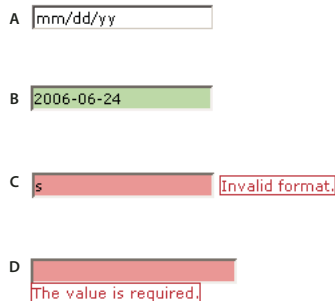 A mm/dd/yy
B 2006-06-24
C s Invalid format.
D
The value is required.